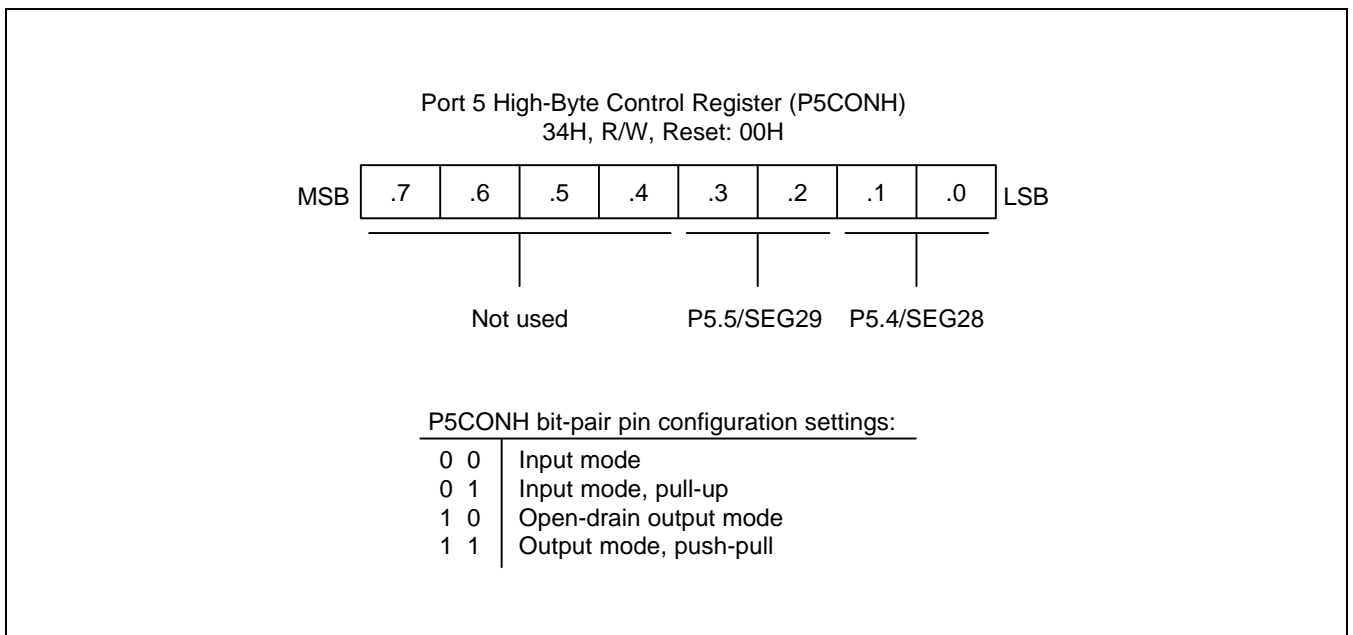 Port 5 High-Byte Control Register (P5CONH)
34H, R/W, Reset: 00H
MSB .7 .6 .5 .4 .3 .2 .1 .0 LSB
Not used P5.5/SEG29 P5.4/SEG28
P5CONH bit-pair pin configuration settings:
0 0 Input mode
0 1 Input mode, pull-up
1 0 Open-drain output mode
1 1 Output mode, push-pull